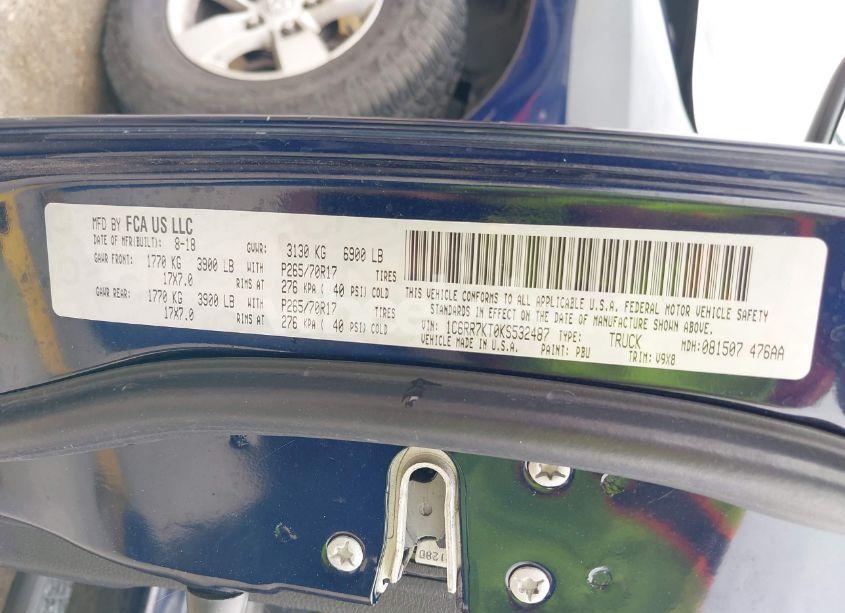 MFD BY FCA US LLC
DATE OF MFR(BUILT): 8-18 GVWR: 3130 KG 6900 LB
GAWR FRONT: 1770 KG 3900 LB WITH P265/70R17 TIRES
17X7.0 RIMS AT 276 KPA ( 40 PSI) COLD
GAWR REAR: 1770 KG 3900 LB WITH P265/70R17 TIRES
17X7.0 RIMS AT 276 KPA ( 40 PSI) COLD
THIS VEHICLE CONFORMS TO ALL APPLICABLE U.S.A. FEDERAL MOTOR VEHICLE SAFETY
STANDARDS IN EFFECT ON THE DATE OF MANUFACTURE SHOWN ABOVE.
VIN: 1C6RR7KT0KS532487 TYPE: TRUCK MDH: 081507 476AA
VEHICLE MADE IN U.S.A. PAINT: PBU TRIM: V9X8